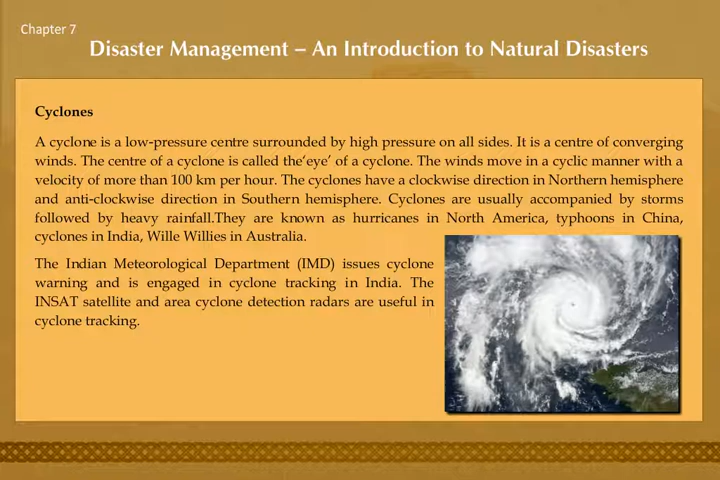 Chapter 7
Disaster Management – An Introduction to Natural Disasters
Cyclones
A cyclone is a low-pressure centre surrounded by high pressure on all sides. It is a centre of converging
winds. The centre of a cyclone is called the‘eye’ of a cyclone. The winds move in a cyclic manner with a
velocity of more than 100 km per hour. The cyclones have a clockwise direction in Northern hemisphere
and anti-clockwise direction in Southern hemisphere. Cyclones are usually accompanied by storms
followed by heavy rainfall.They are known as hurricanes in North America, typhoons in China,
cyclones in India, Wille Willies in Australia.
The Indian Meteorological Department (IMD) issues cyclone
warning and is engaged in cyclone tracking in India. The
INSAT satellite and area cyclone detection radars are useful in
cyclone tracking.